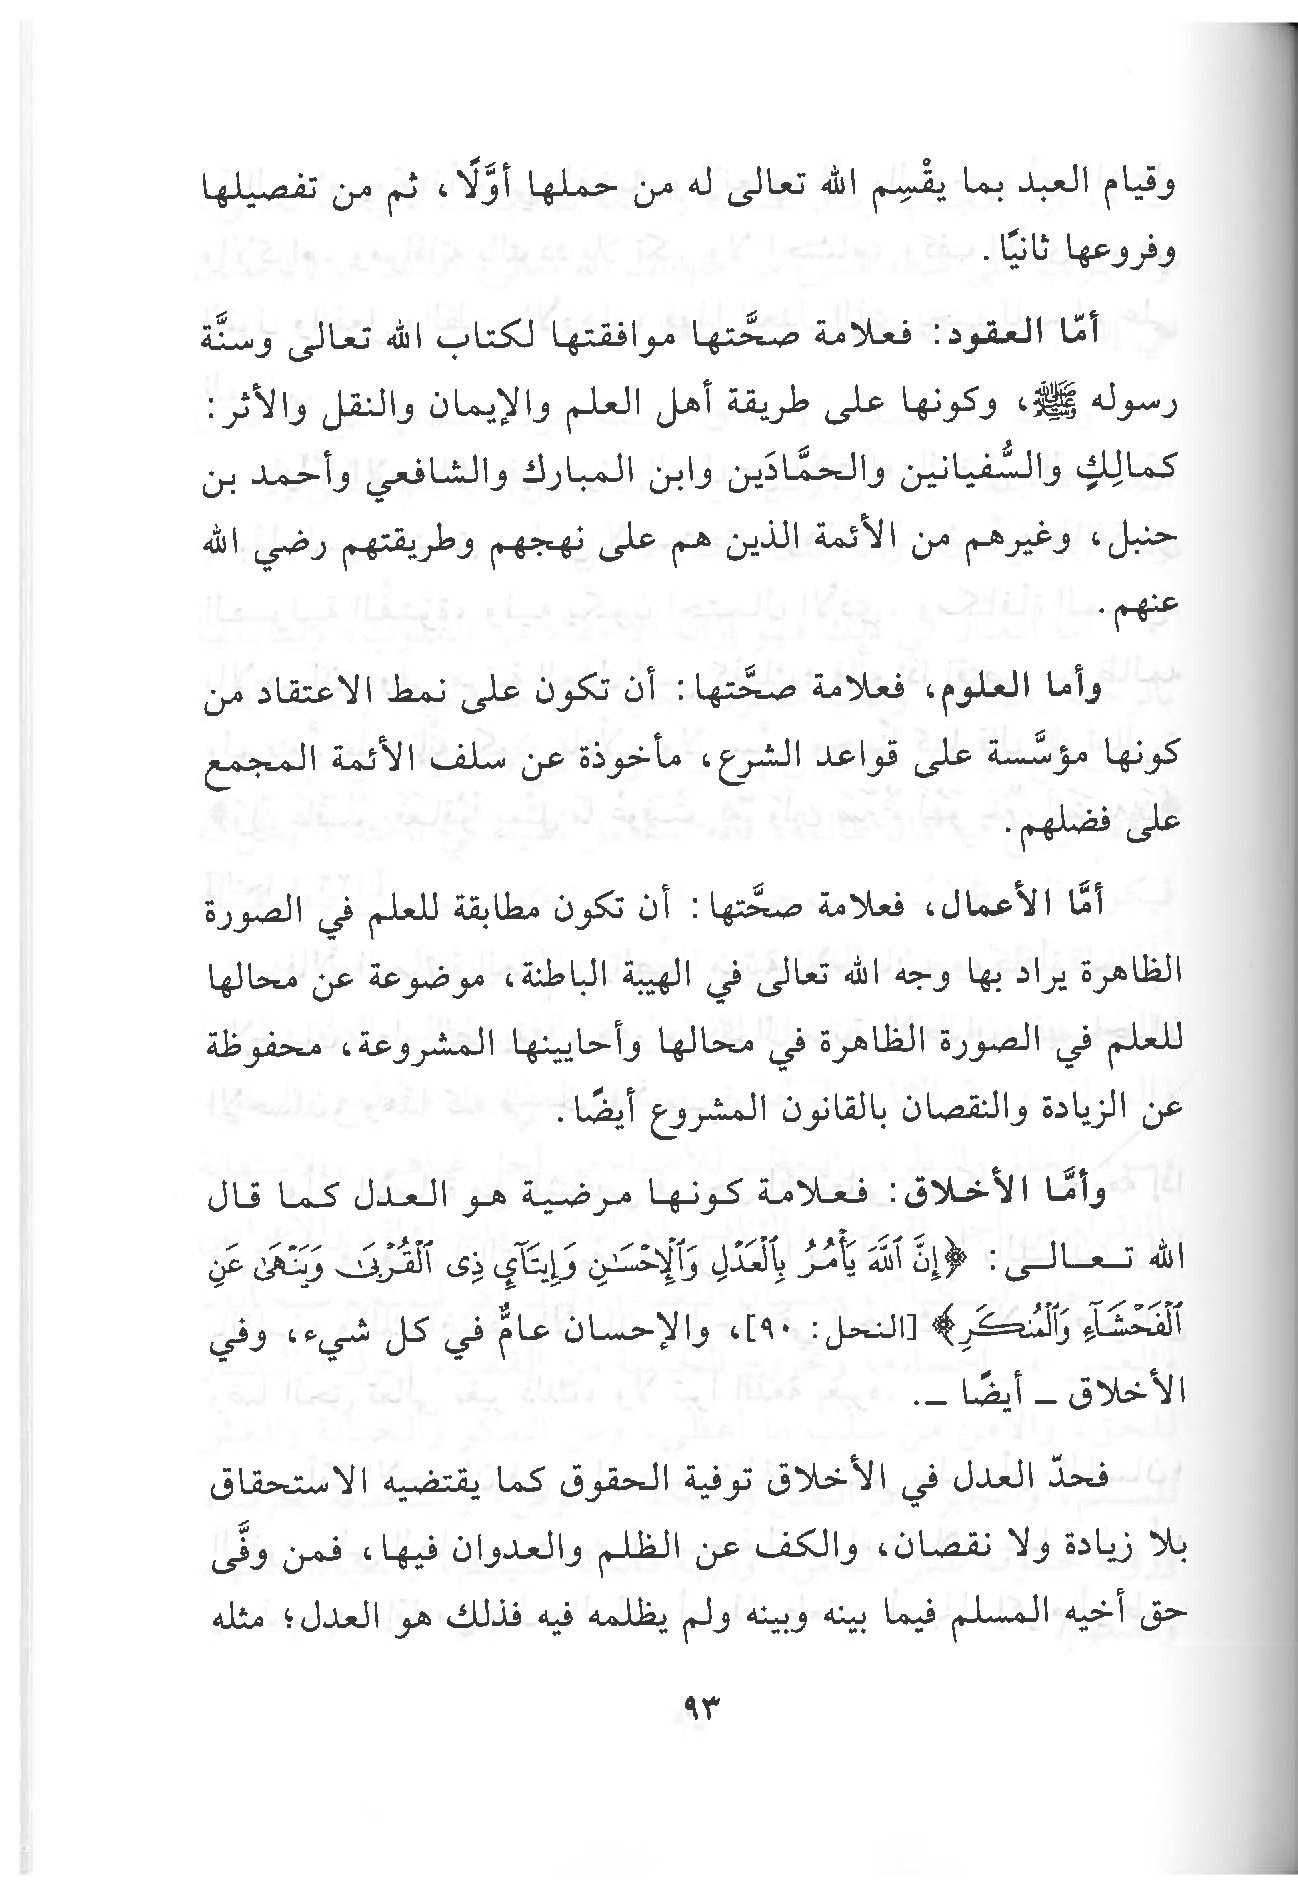 وقيام العبد بما يقْسِم الله تعالى له من حملها أوَّلًا، ثم من تفصيلها
وفروعها ثانيًا.
أمّا العقود: فعلامة صحَّتها موافقتها لكتاب الله تعالى وسنَّة
رسوله ﷺ، وكونها على طريقة أهل العلم والإيمان والنقل والأثر:
كمالِكٍ والسُّفيانين والحمَّادَين وابن المبارك والشافعي وأحمد بن
حنبل، وغيرهم من الأئمة الذين هم على نهجهم وطريقتهم رضي الله
عنهم.
وأما العلوم، فعلامة صحَّتها: أن تكون على نمط الاعتقاد من
كونها مؤسَّسة على قواعد الشرع، مأخوذة عن سلف الأئمة المجمع
على فضلهم.
أمَّا الأعمال، فعلامة صحَّتها: أن تكون مطابقة للعلم في الصورة
الظاهرة يراد بها وجه الله تعالى في الهيبة الباطنة، موضوعة عن محالها
للعلم في الصورة الظاهرة في محالها وأحايينها المشروعة، محفوظة
عن الزيادة والنقصان بالقانون المشروع أيضًا.
وأمَّا الأخلاق: فعلامة كونها مرضية هو العدل كما قال
الله تعالى: ﴿إِنَّ ٱللَّهَ يَأْمُرُ بِٱلْعَدْلِ وَٱلْإِحْسَٰنِ وَإِيتَآيِٕ ذِى ٱلْقُرْبَىٰ وَيَنْهَىٰ عَنِ
ٱلْفَحْشَآءِ وَٱلْمُنكَرِ﴾ [النحل: ٩٠]، والإحسان عامٌّ في كل شيء، وفي
الأخلاق ـ أيضًا ـ.
فحدّ العدل في الأخلاق توفية الحقوق كما يقتضيه الاستحقاق
بلا زيادة ولا نقصان، والكف عن الظلم والعدوان فيها، فمن وفَّى
حق أخيه المسلم فيما بينه وبينه ولم يظلمه فيه فذلك هو العدل؛ مثله
٩٣